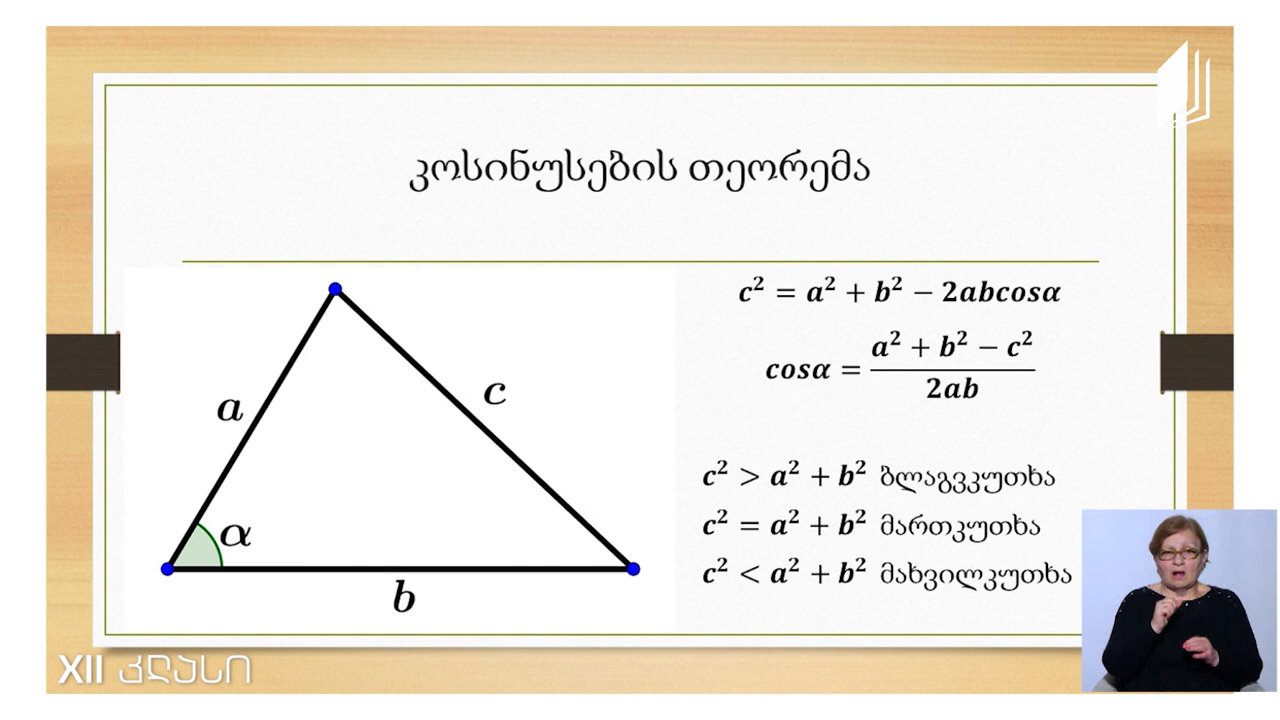 კოსინუსების თეორემა
c² = a² + b² − 2abcosα
cosα = (a² + b² − c²) / 2ab
a
c
α
b
c² > a² + b² ბლაგვკუთხა
c² = a² + b² მართკუთხა
c² < a² + b² მახვილკუთხა
XII კლასი